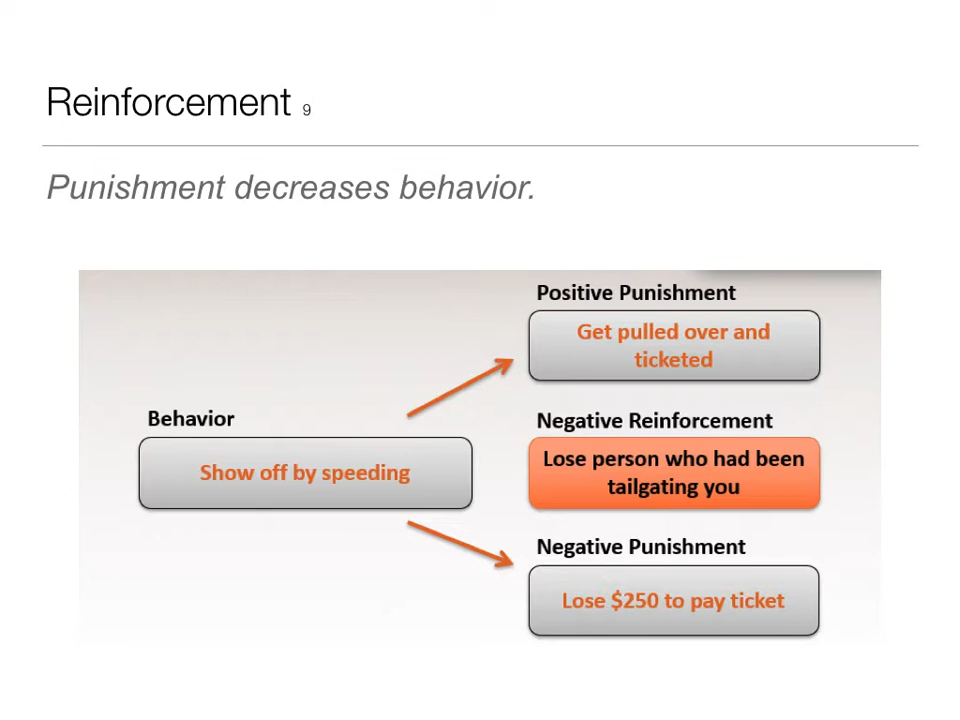 Reinforcement 9
Punishment decreases behavior.
Positive Punishment
Get pulled over and
ticketed
Behavior
Show off by speeding
Negative Reinforcement
Lose person who had been
tailgating you
Negative Punishment
Lose $250 to pay ticket